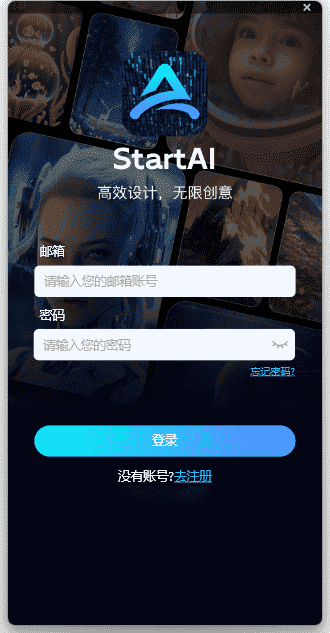 StartAI
高效设计，无限创意
邮箱
请输入您的邮箱账号
密码
请输入您的密码
忘记密码?
登录
没有账号?去注册